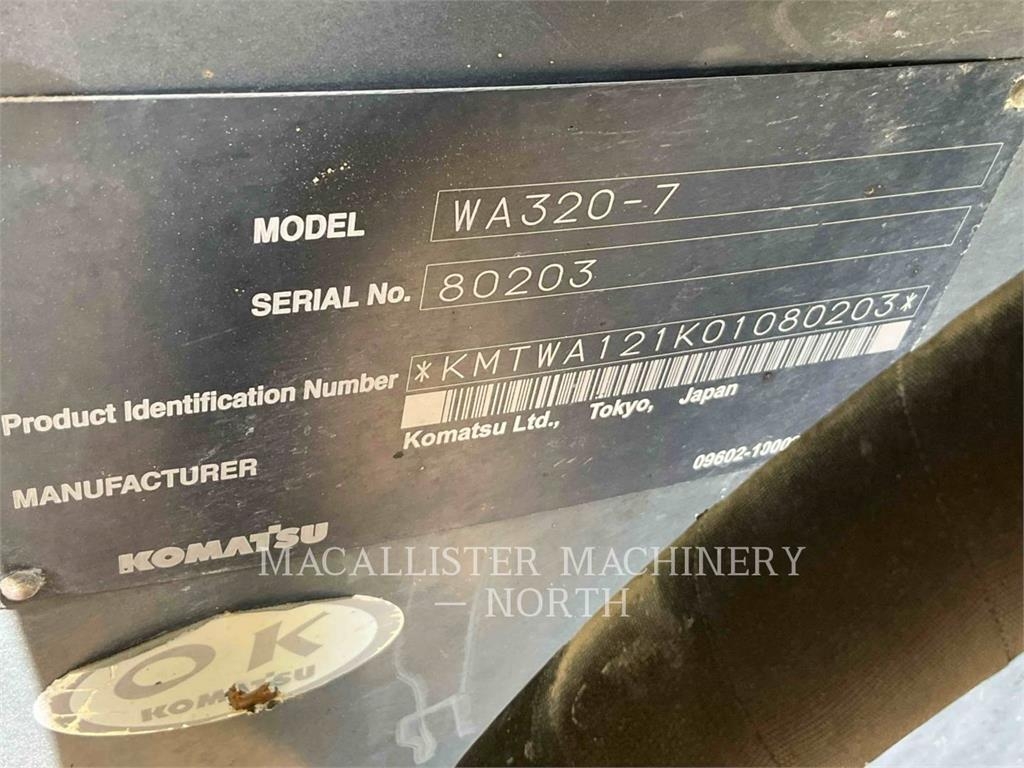 MODEL WA320-7
SERIAL No. 80203
Product Identification Number *KMTWA121K01080203*
MANUFACTURER Komatsu Ltd., Tokyo, Japan
KOMATSU
MACALLISTER MACHINERY
— NORTH
OK
KOMATSU